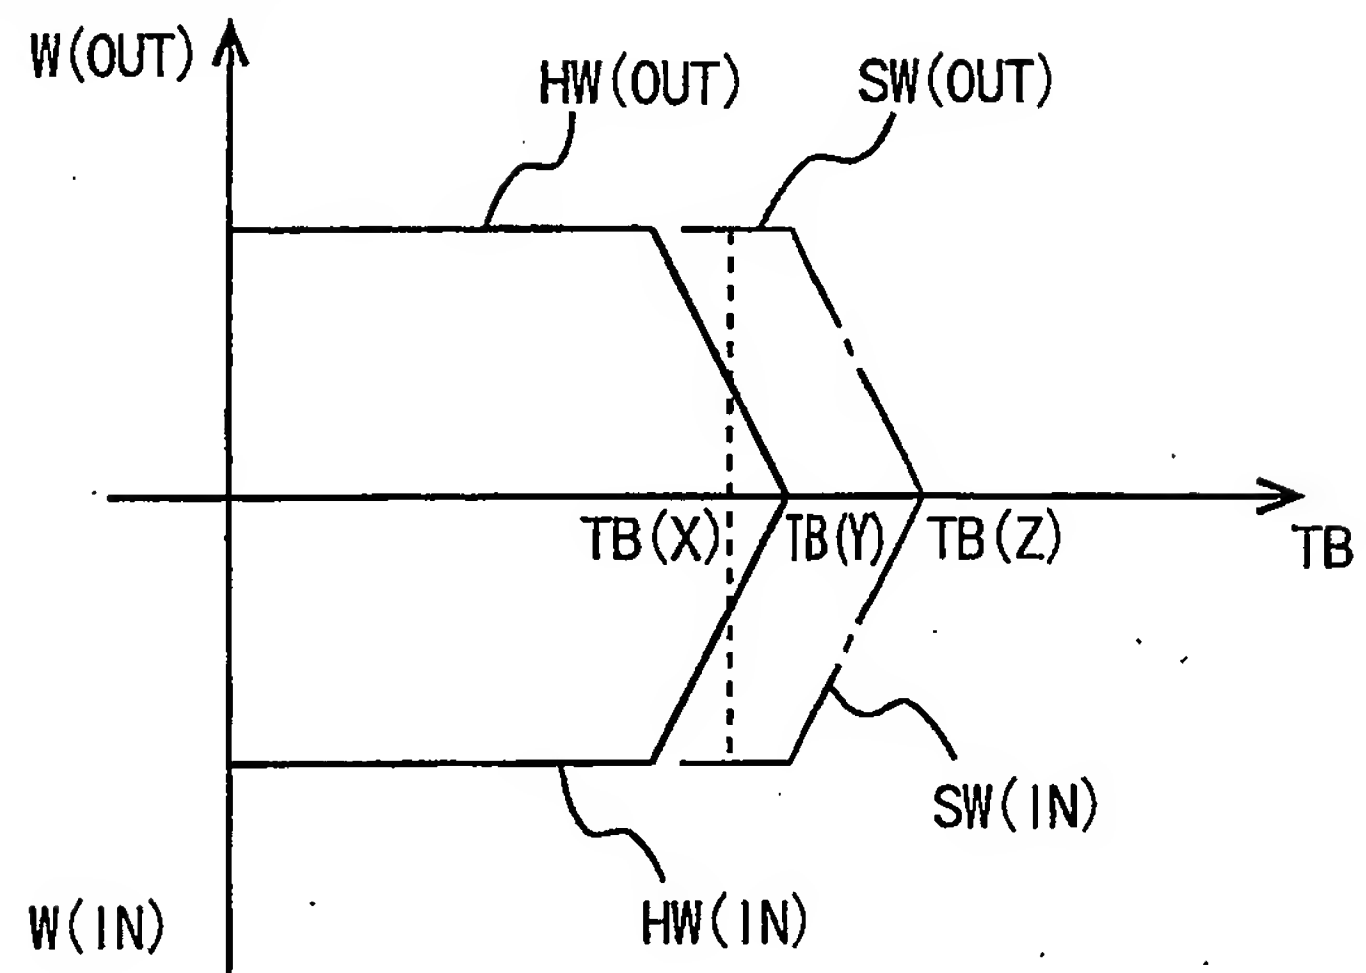 W(OUT)
HW(OUT)
SW(OUT)
TB(X)
TB(Y)
TB(Z)
TB
SW(IN)
HW(IN)
W(IN)